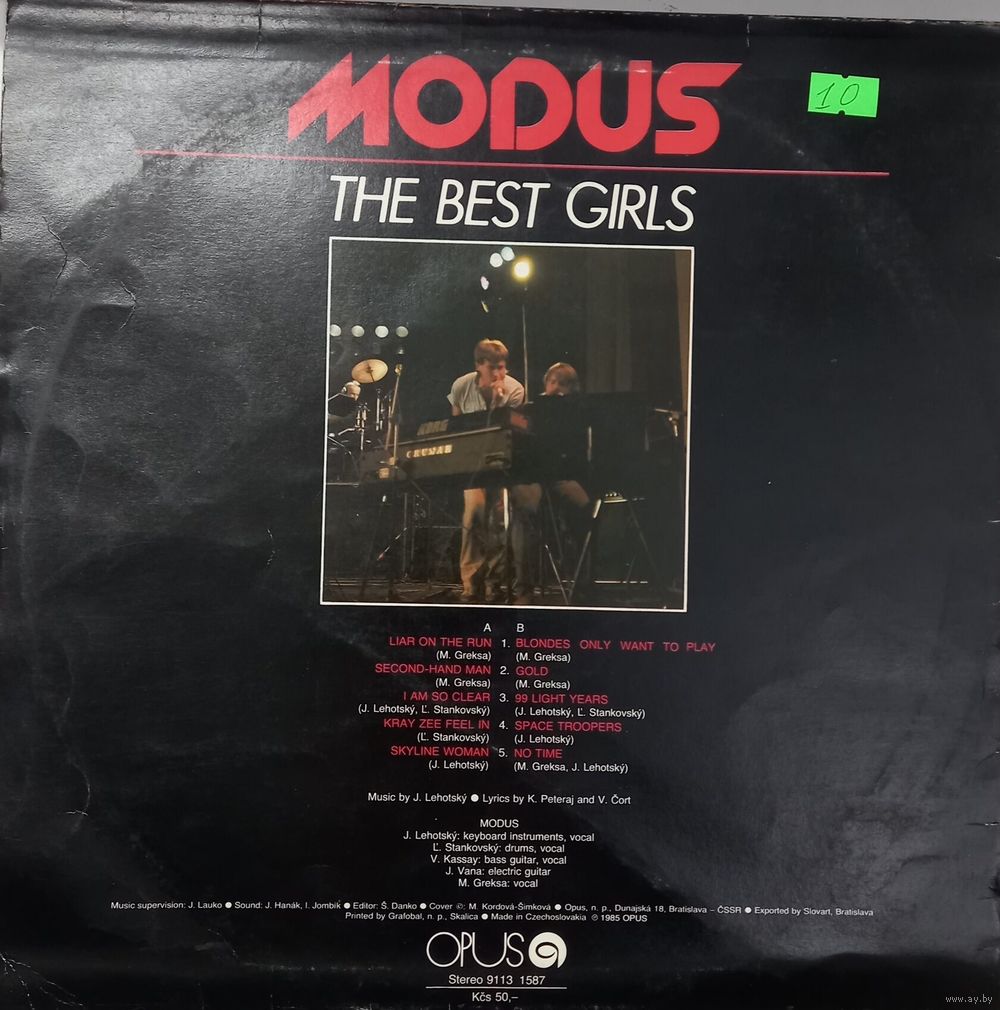 MODUS
10
THE BEST GIRLS
KORG
CRUMAR
A B
LIAR ON THE RUN 1. BLONDES ONLY WANT TO PLAY
(M. Greksa) (M. Greksa)
SECOND-HAND MAN 2. GOLD
(M. Greksa) (M. Greksa)
I AM SO CLEAR 3. 99 LIGHT YEARS
(J. Lehotský, Ľ. Stankovský) (J. Lehotský, Ľ. Stankovský)
KRAY ZEE FEEL IN 4. SPACE TROOPERS
(Ľ. Stankovský) (J. Lehotský)
SKYLINE WOMAN 5. NO TIME
(J. Lehotský) (M. Greksa, J. Lehotský)
Music by J. Lehotský ● Lyrics by K. Peteraj and V. Čort
MODUS
J. Lehotský: keyboard instruments, vocal
Ľ. Stankovský: drums, vocal
V. Kassay: bass guitar, vocal
J. Vana: electric guitar
M. Greksa: vocal
Music supervision: J. Lauko ● Sound: J. Hanák, I. Jombík ● Editor: Š. Danko ● Cover ©: M. Kordová-Šimková ● Opus, n. p., Dunajská 18, Bratislava – ČSSR ● Exported by Slovart, Bratislava
Printed by Grafobal, n. p., Skalica ● Made in Czechoslovakia ℗ 1985 OPUS
OPUS
Stereo 9113 1587
Kčs 50,–
www.ay.by